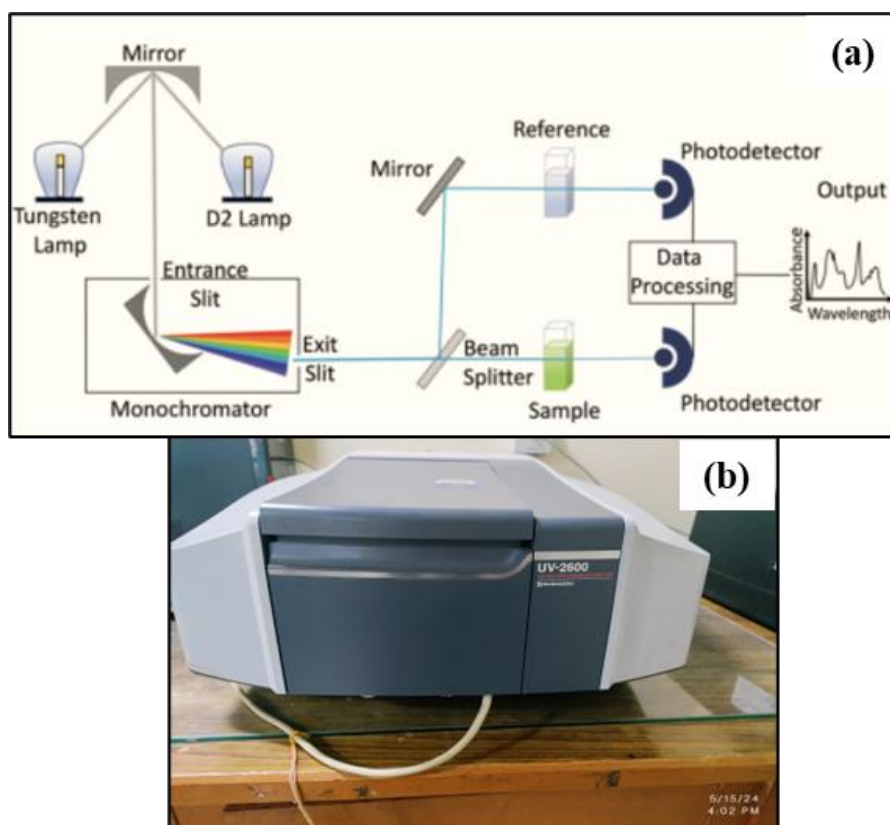 (a)
Mirror
Tungsten
Lamp
D2 Lamp
Entrance
Slit
Exit
Slit
Monochromator
Mirror
Reference
Beam
Splitter
Sample
Photodetector
Data
Processing
Photodetector
Output
Absorbance
Wavelength
(b)
UV-2600
5/15/24
4:02 PM